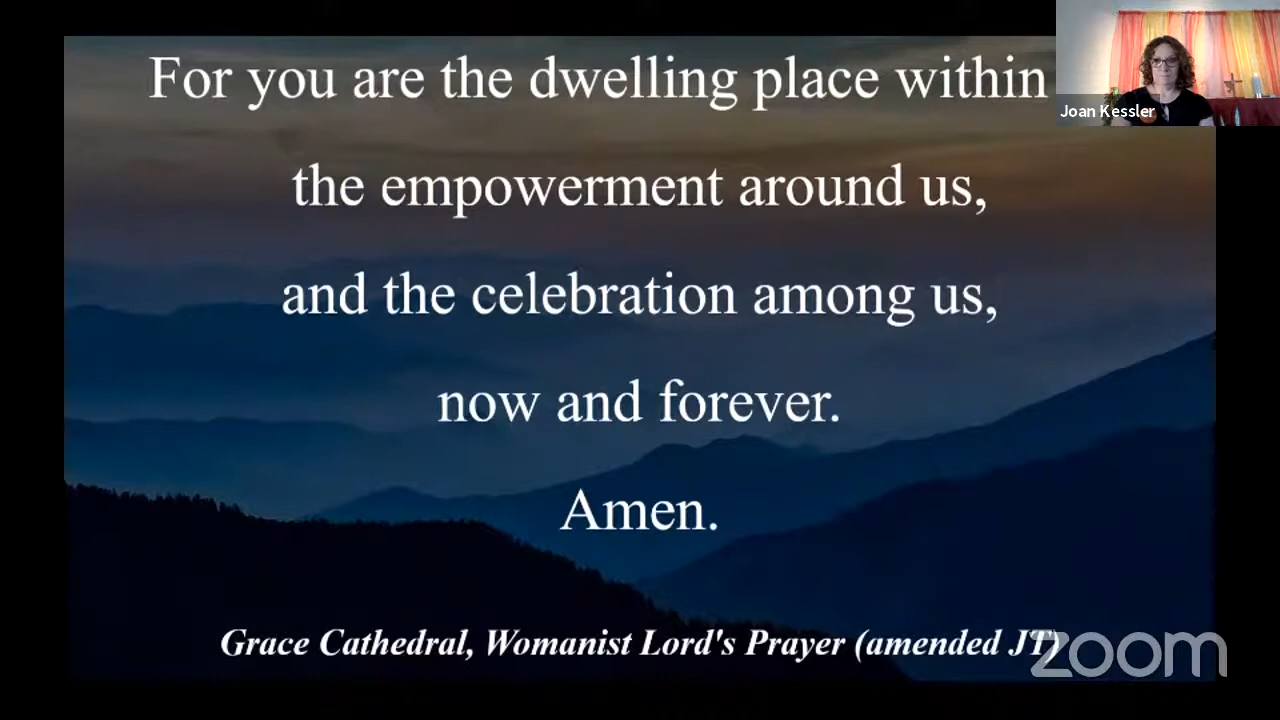 For you are the dwelling place within
Joan Kessler
the empowerment around us,
and the celebration among us,
now and forever.
Amen.
Grace Cathedral, Womanist Lord's Prayer (amended JT)
zoom